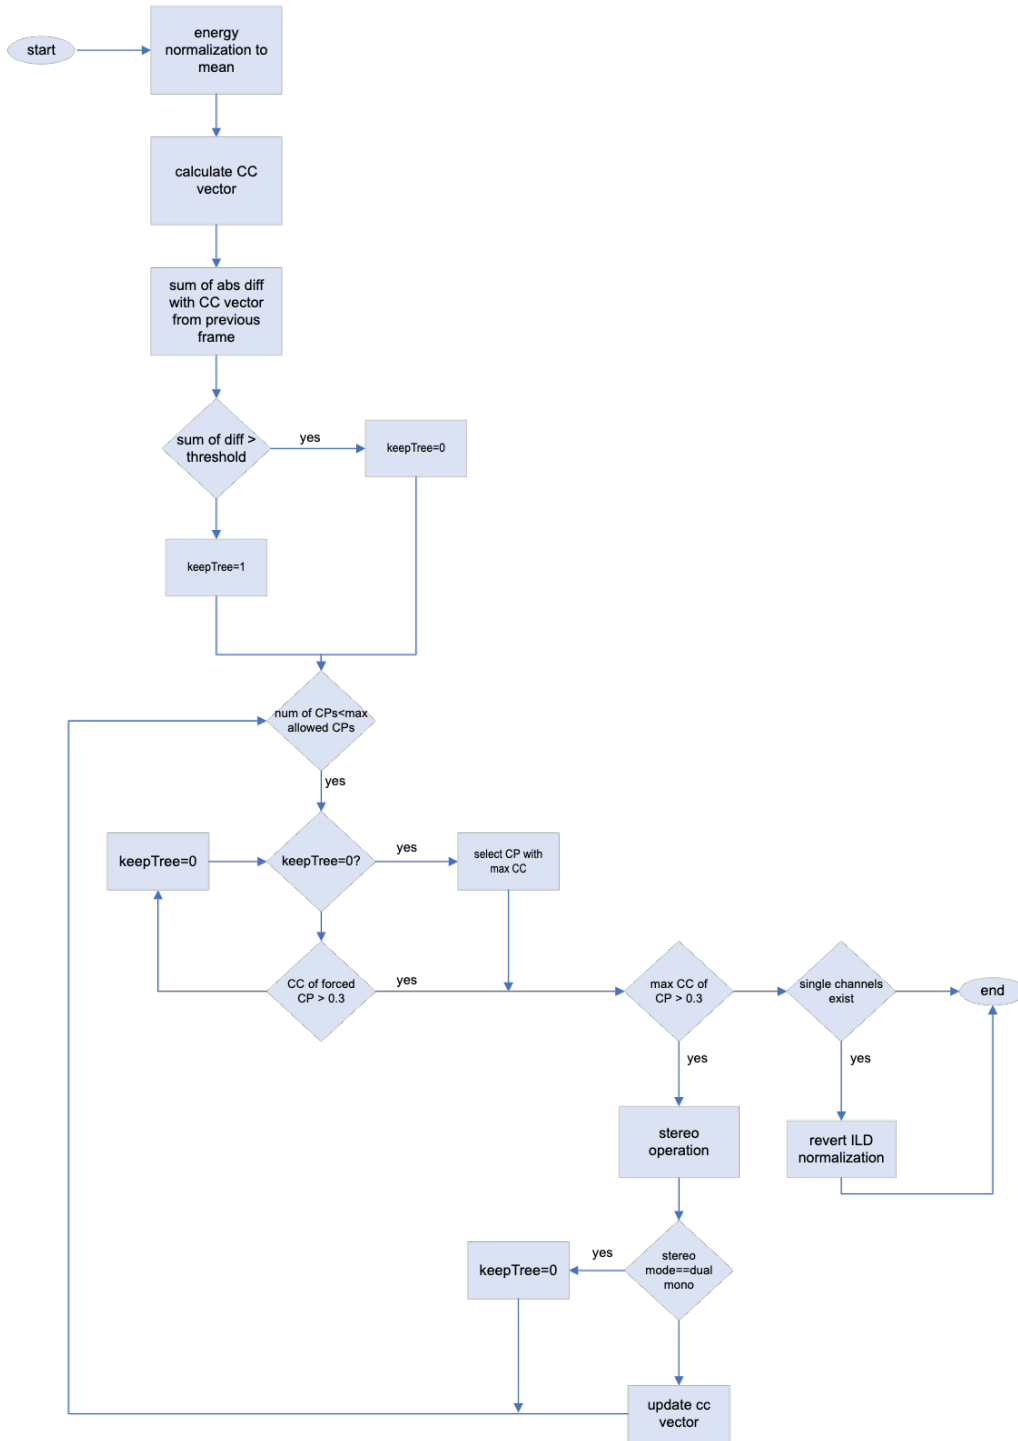 start
energy
normalization to
mean
calculate CC
vector
sum of abs diff
with CC vector
from previous
frame
sum of diff >
threshold
yes
keepTree=0
keepTree=1
num of CPs<max
allowed CPs
yes
keepTree=0
keepTree=0?
yes
select CP with
max CC
CC of forced
CP > 0.3
yes
max CC of
CP > 0.3
single channels
exist
end
yes
yes
stereo
operation
revert ILD
normalization
keepTree=0
yes
stereo
mode==dual
mono
update cc
vector